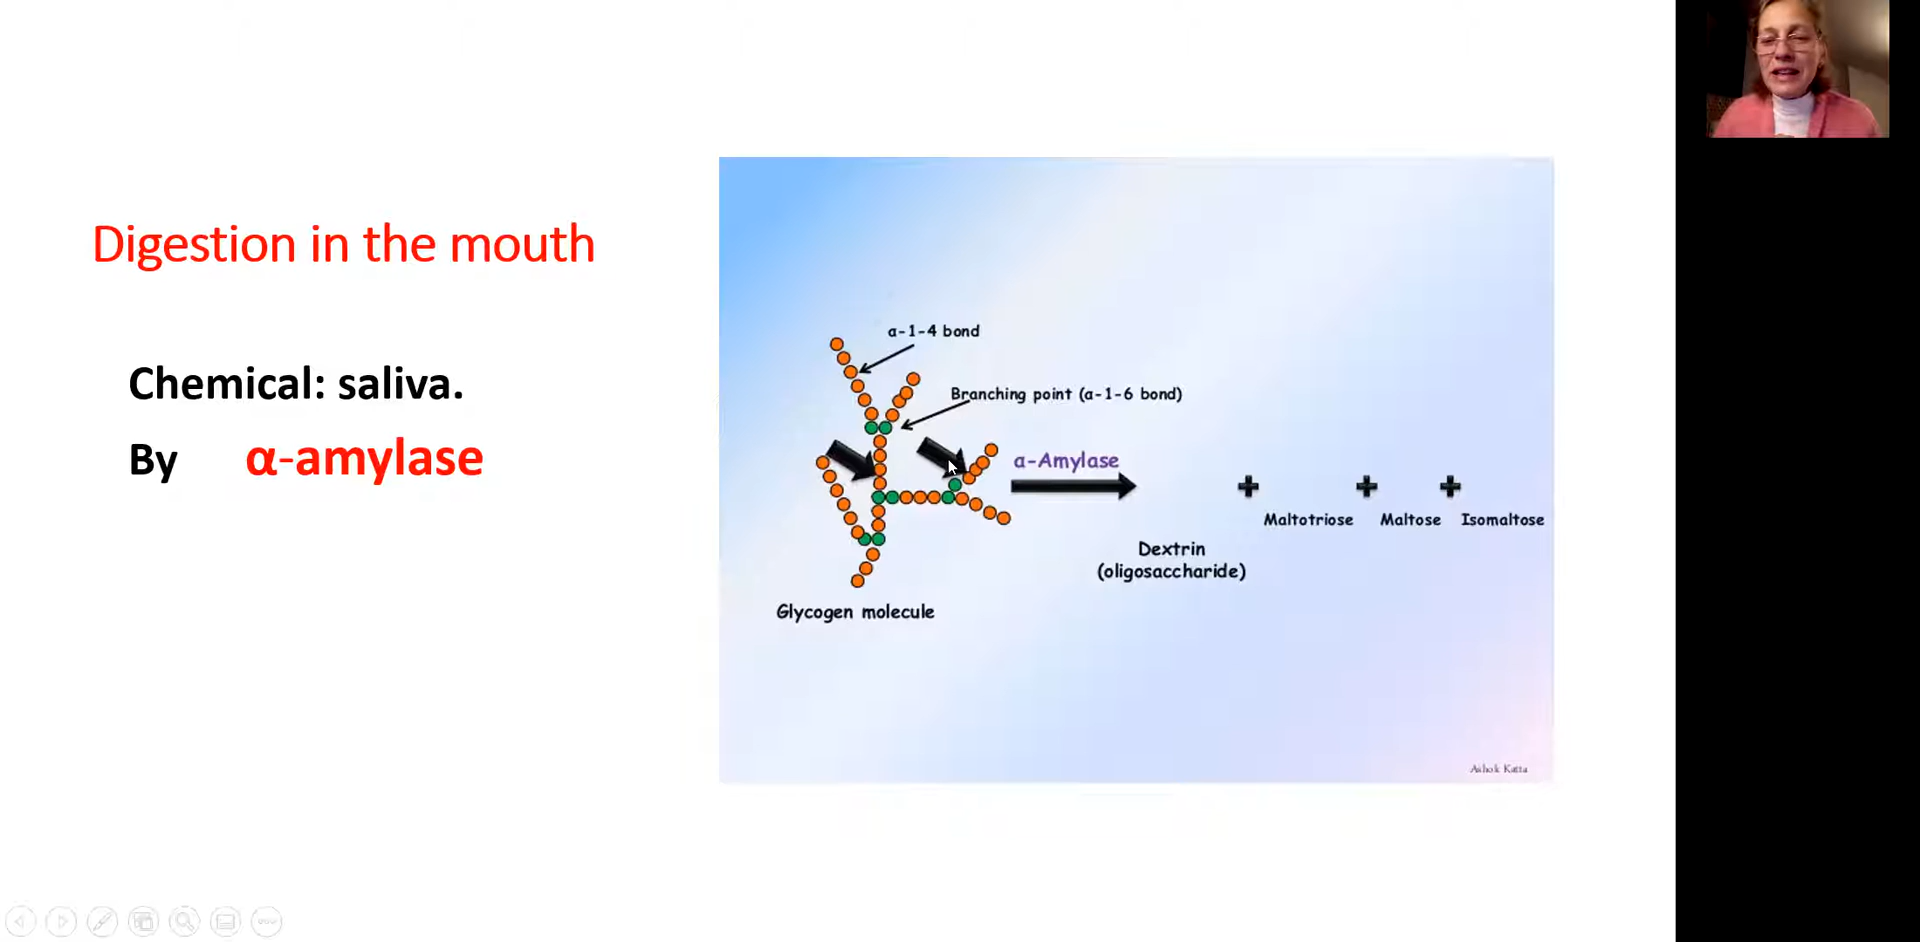 Digestion in the mouth
Chemical: saliva.
By α-amylase
α-1-4 bond
Branching point (α-1-6 bond)
α-Amylase
Maltotriose Maltose Isomaltose
Dextrin
(oligosaccharide)
Glycogen molecule
Ashok Katta